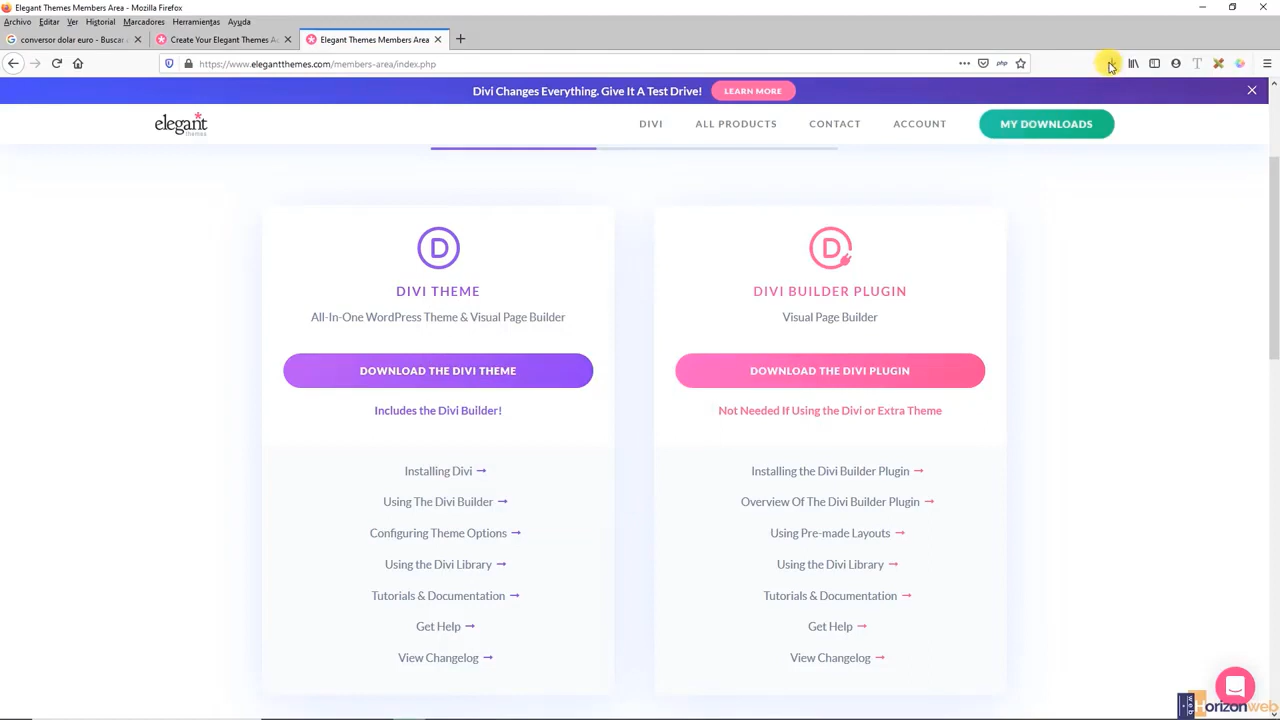 Elegant Themes Members Area - Mozilla Firefox
Archivo Editar Ver Historial Marcadores Herramientas Ayuda
conversor dolar euro - Buscar
Create Your Elegant Themes A
Elegant Themes Members Area
https://www.elegantthemes.com/members-area/index.php
php
Divi Changes Everything. Give It A Test Drive! LEARN MORE
elegant themes
DIVI ALL PRODUCTS CONTACT ACCOUNT MY DOWNLOADS
DIVI THEME
All-In-One WordPress Theme & Visual Page Builder
DOWNLOAD THE DIVI THEME
Includes the Divi Builder!
Installing Divi →
Using The Divi Builder →
Configuring Theme Options →
Using the Divi Library →
Tutorials & Documentation →
Get Help →
View Changelog →
DIVI BUILDER PLUGIN
Visual Page Builder
DOWNLOAD THE DIVI PLUGIN
Not Needed If Using the Divi or Extra Theme
Installing the Divi Builder Plugin →
Overview Of The Divi Builder Plugin →
Using Pre-made Layouts →
Using the Divi Library →
Tutorials & Documentation →
Get Help →
View Changelog →
Horizonweb